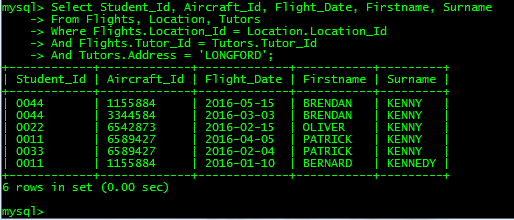 mysql> Select Student_Id, Aircraft_Id, Flight_Date, Firstname, Surname
    -> From Flights, Location, Tutors
    -> Where Flights.Location_Id = Location.Location_Id
    -> And Flights.Tutor_Id = Tutors.Tutor_Id
    -> And Tutors.Address = 'LONGFORD';
+------------+-------------+-------------+-----------+---------+
| Student_Id | Aircraft_Id | Flight_Date | Firstname | Surname |
+------------+-------------+-------------+-----------+---------+
| 0044       | 1155884     | 2016-05-15  | BRENDAN   | KENNY   |
| 0044       | 3344584     | 2016-03-03  | BRENDAN   | KENNY   |
| 0022       | 6542873     | 2016-02-15  | OLIVER    | KENNY   |
| 0011       | 6589427     | 2016-04-05  | PATRICK   | KENNY   |
| 0033       | 6589427     | 2016-02-04  | PATRICK   | KENNY   |
| 0011       | 1155884     | 2016-01-10  | BERNARD   | KENNEDY |
+------------+-------------+-------------+-----------+---------+
6 rows in set (0.00 sec)
mysql>